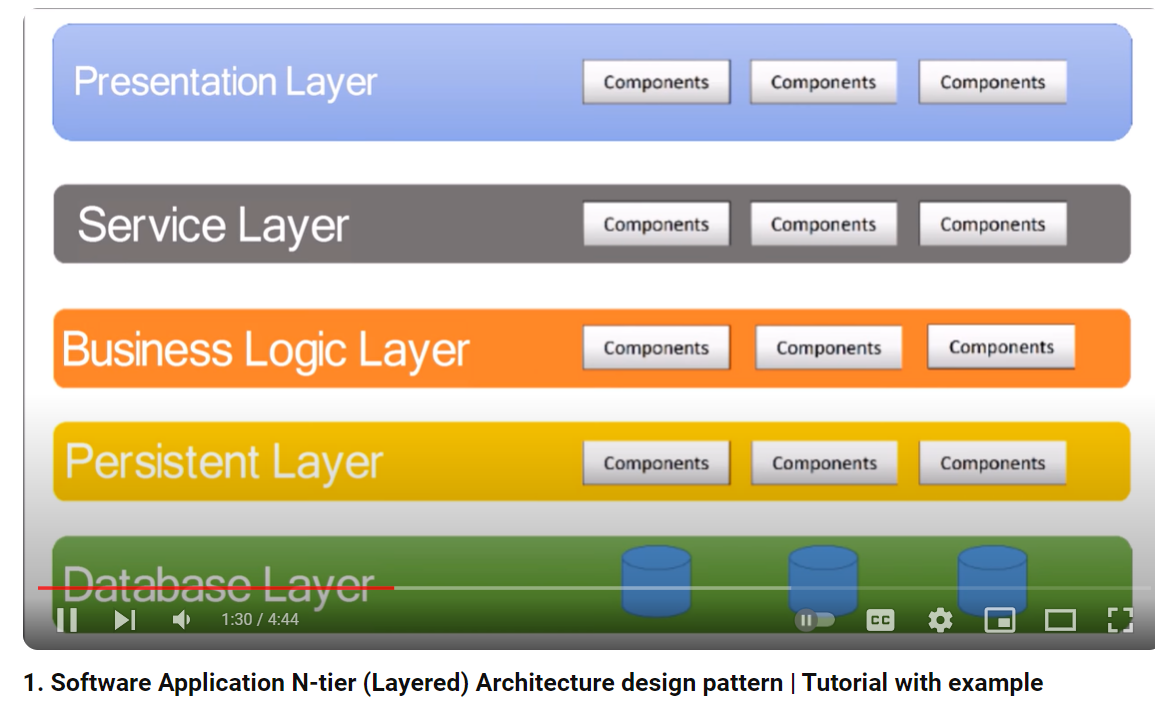 Presentation Layer Components Components Components
Service Layer Components Components Components
Business Logic Layer Components Components Components
Persistent Layer Components Components Components
Database Layer
1:30 / 4:44 CC
1. Software Application N-tier (Layered) Architecture design pattern | Tutorial with example